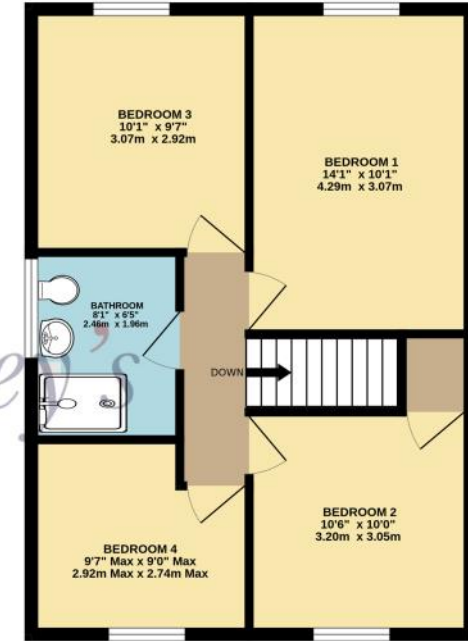 BEDROOM 3
10'1" x 9'7"
3.07m x 2.92m
BEDROOM 1
14'1" x 10'1"
4.29m x 3.07m
BATHROOM
8'1" x 6'5"
2.46m x 1.96m
ey's
DOWN
BEDROOM 2
10'6" x 10'0"
3.20m x 3.05m
BEDROOM 4
9'7" Max x 9'0" Max
2.92m Max x 2.74m Max